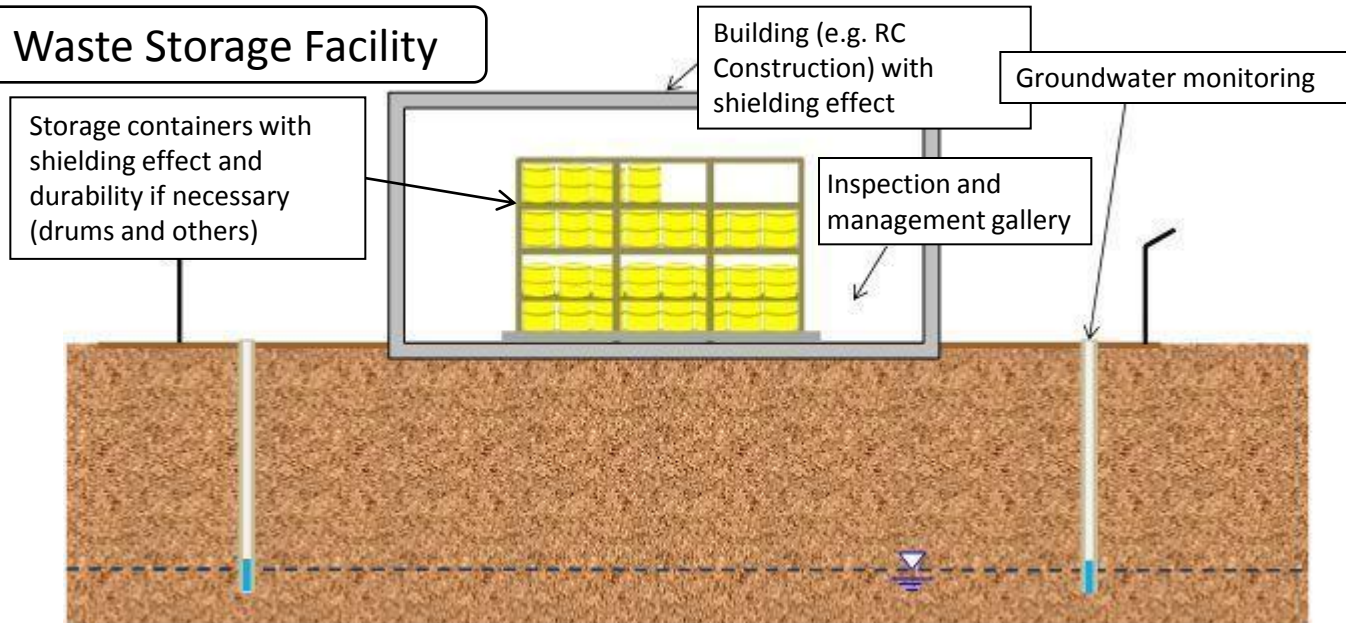 Waste Storage Facility
Building (e.g. RC
Construction) with
shielding effect
Groundwater monitoring
Storage containers with
shielding effect and
durability if necessary
(drums and others)
Inspection and
management gallery